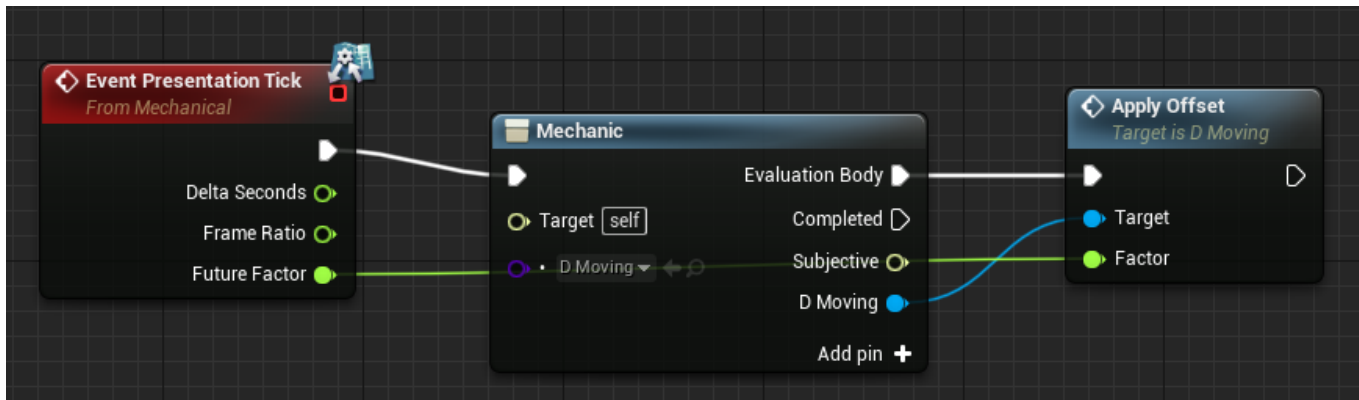 Event Presentation Tick
From Mechanical
Delta Seconds
Frame Ratio
Future Factor
Mechanic
Evaluation Body
Target self
Completed
D Moving
Subjective
D Moving
Add pin
Apply Offset
Target is D Moving
Target
Factor